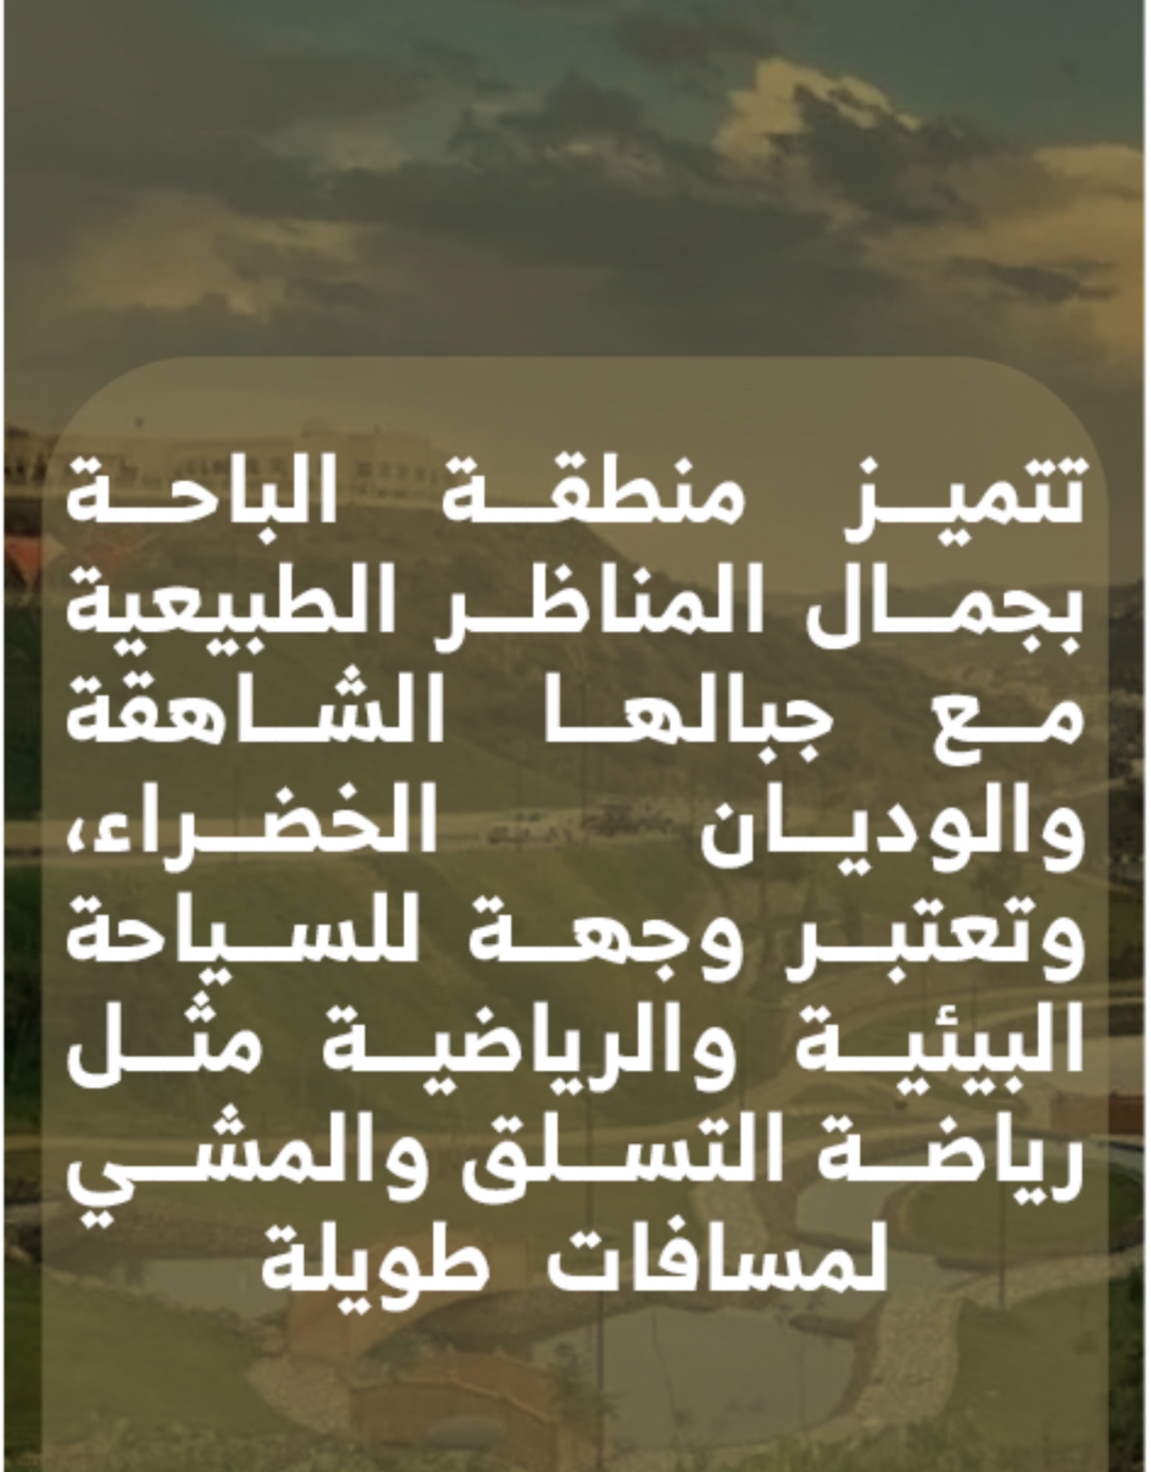 تتميز منطقة الباحة
بجمال المناظر الطبيعية
مع جبالها الشاهقة
والوديان الخضراء،
وتعتبر وجهة للسياحة
البيئية والرياضية مثل
رياضة التسلق والمشي
لمسافات طويلة